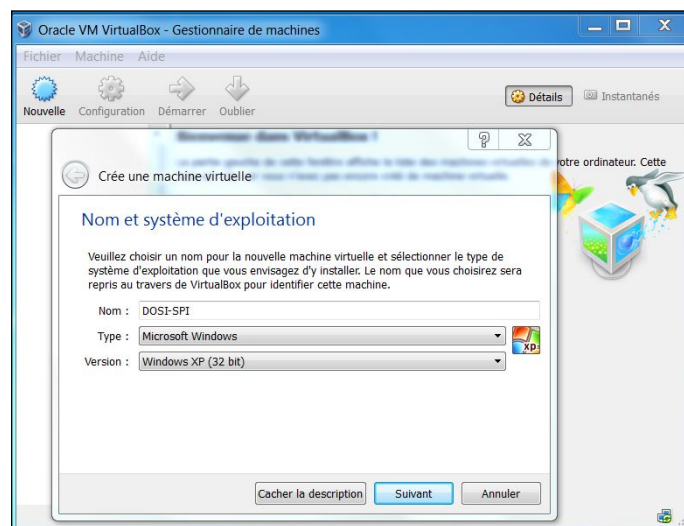 Oracle VM VirtualBox - Gestionnaire de machines
Fichier Machine Aide
Nouvelle Configuration Démarrer Oublier
Détails Instantanés
Bienvenue dans VirtualBox !
votre ordinateur. Cette
Crée une machine virtuelle
Nom et système d'exploitation
Veuillez choisir un nom pour la nouvelle machine virtuelle et sélectionner le type de
système d'exploitation que vous envisagez d'y installer. Le nom que vous choisirez sera
repris au travers de VirtualBox pour identifier cette machine.
Nom : DOSI-SPI
Type : Microsoft Windows
xp
Version : Windows XP (32 bit)
Cacher la description Suivant Annuler